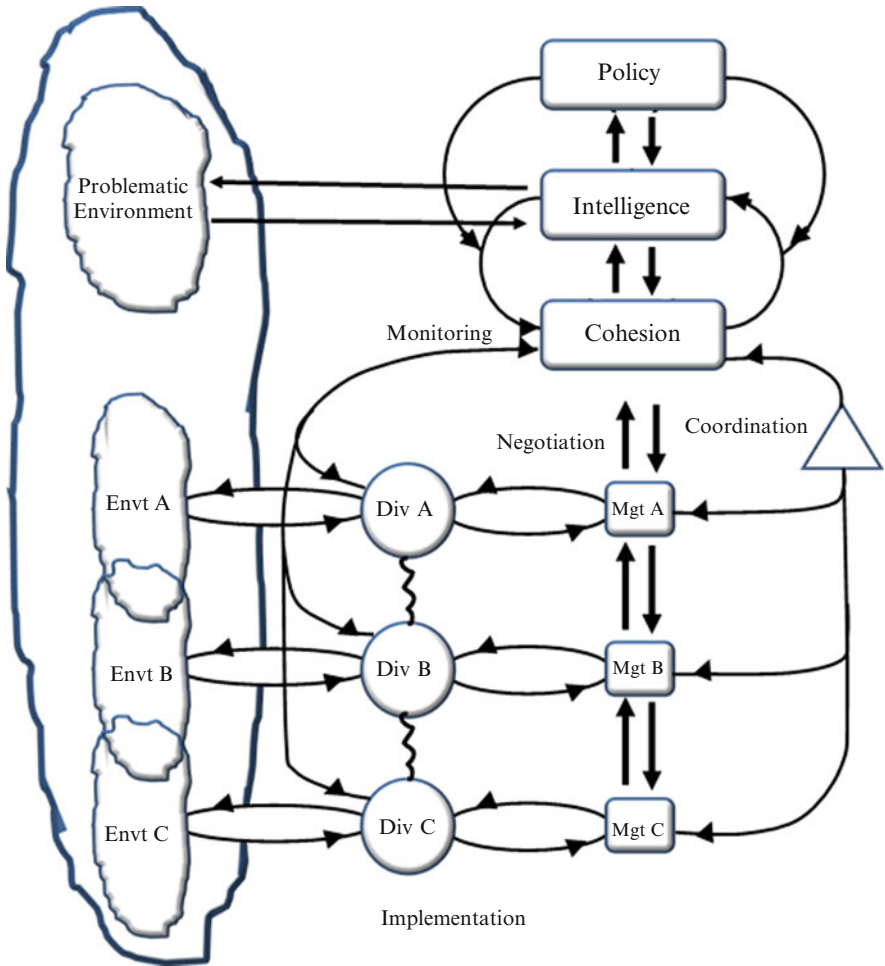 Policy
Problematic
Environment
Intelligence
Monitoring
Cohesion
Negotiation
Coordination
Envt A
Div A
Mgt A
Envt B
Div B
Mgt B
Envt C
Div C
Mgt C
Implementation